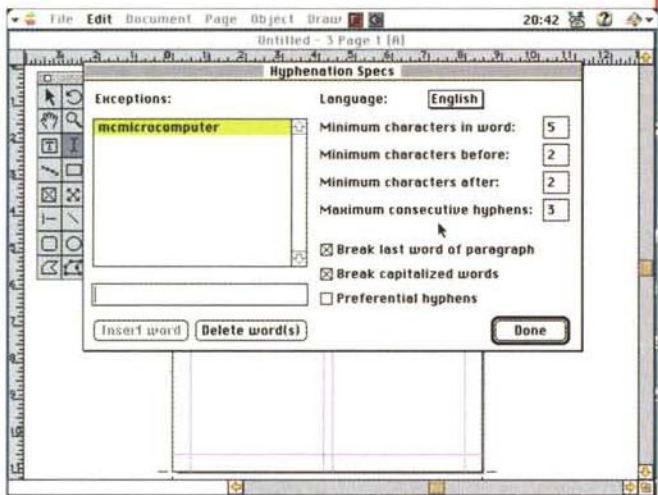 File Edit Document Page Object Draw 20:42
Untitled - 3 Page 1 [A]
Hyphenation Specs
Exceptions:
mcmicrocomputer
Insert word
Delete word(s)
Language: English
Minimum characters in word: 5
Minimum characters before: 2
Minimum characters after: 2
Maximum consecutive hyphens: 3
Break last word of paragraph
Break capitalized words
Preferential hyphens
Done